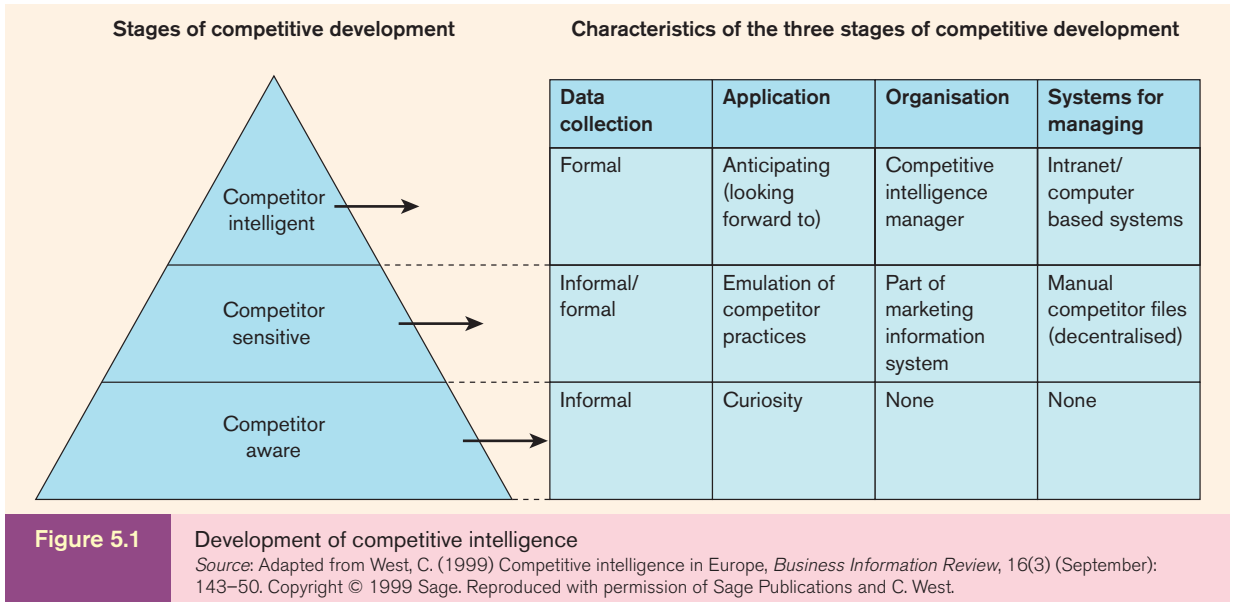 Stages of competitive development
Characteristics of the three stages of competitive development
Competitor
intelligent
Competitor
sensitive
Competitor
aware
Data
collection
Application
Organisation
Systems for
managing
Formal
Anticipating
(looking
forward to)
Competitive
intelligence
manager
Intranet/
computer
based systems
Informal/
formal
Emulation of
competitor
practices
Part of
marketing
information
system
Manual
competitor files
(decentralised)
Informal
Curiosity
None
None
Figure 5.1
Development of competitive intelligence
Source: Adapted from West, C. (1999) Competitive intelligence in Europe, Business Information Review, 16(3) (September):
143–50. Copyright © 1999 Sage. Reproduced with permission of Sage Publications and C. West.